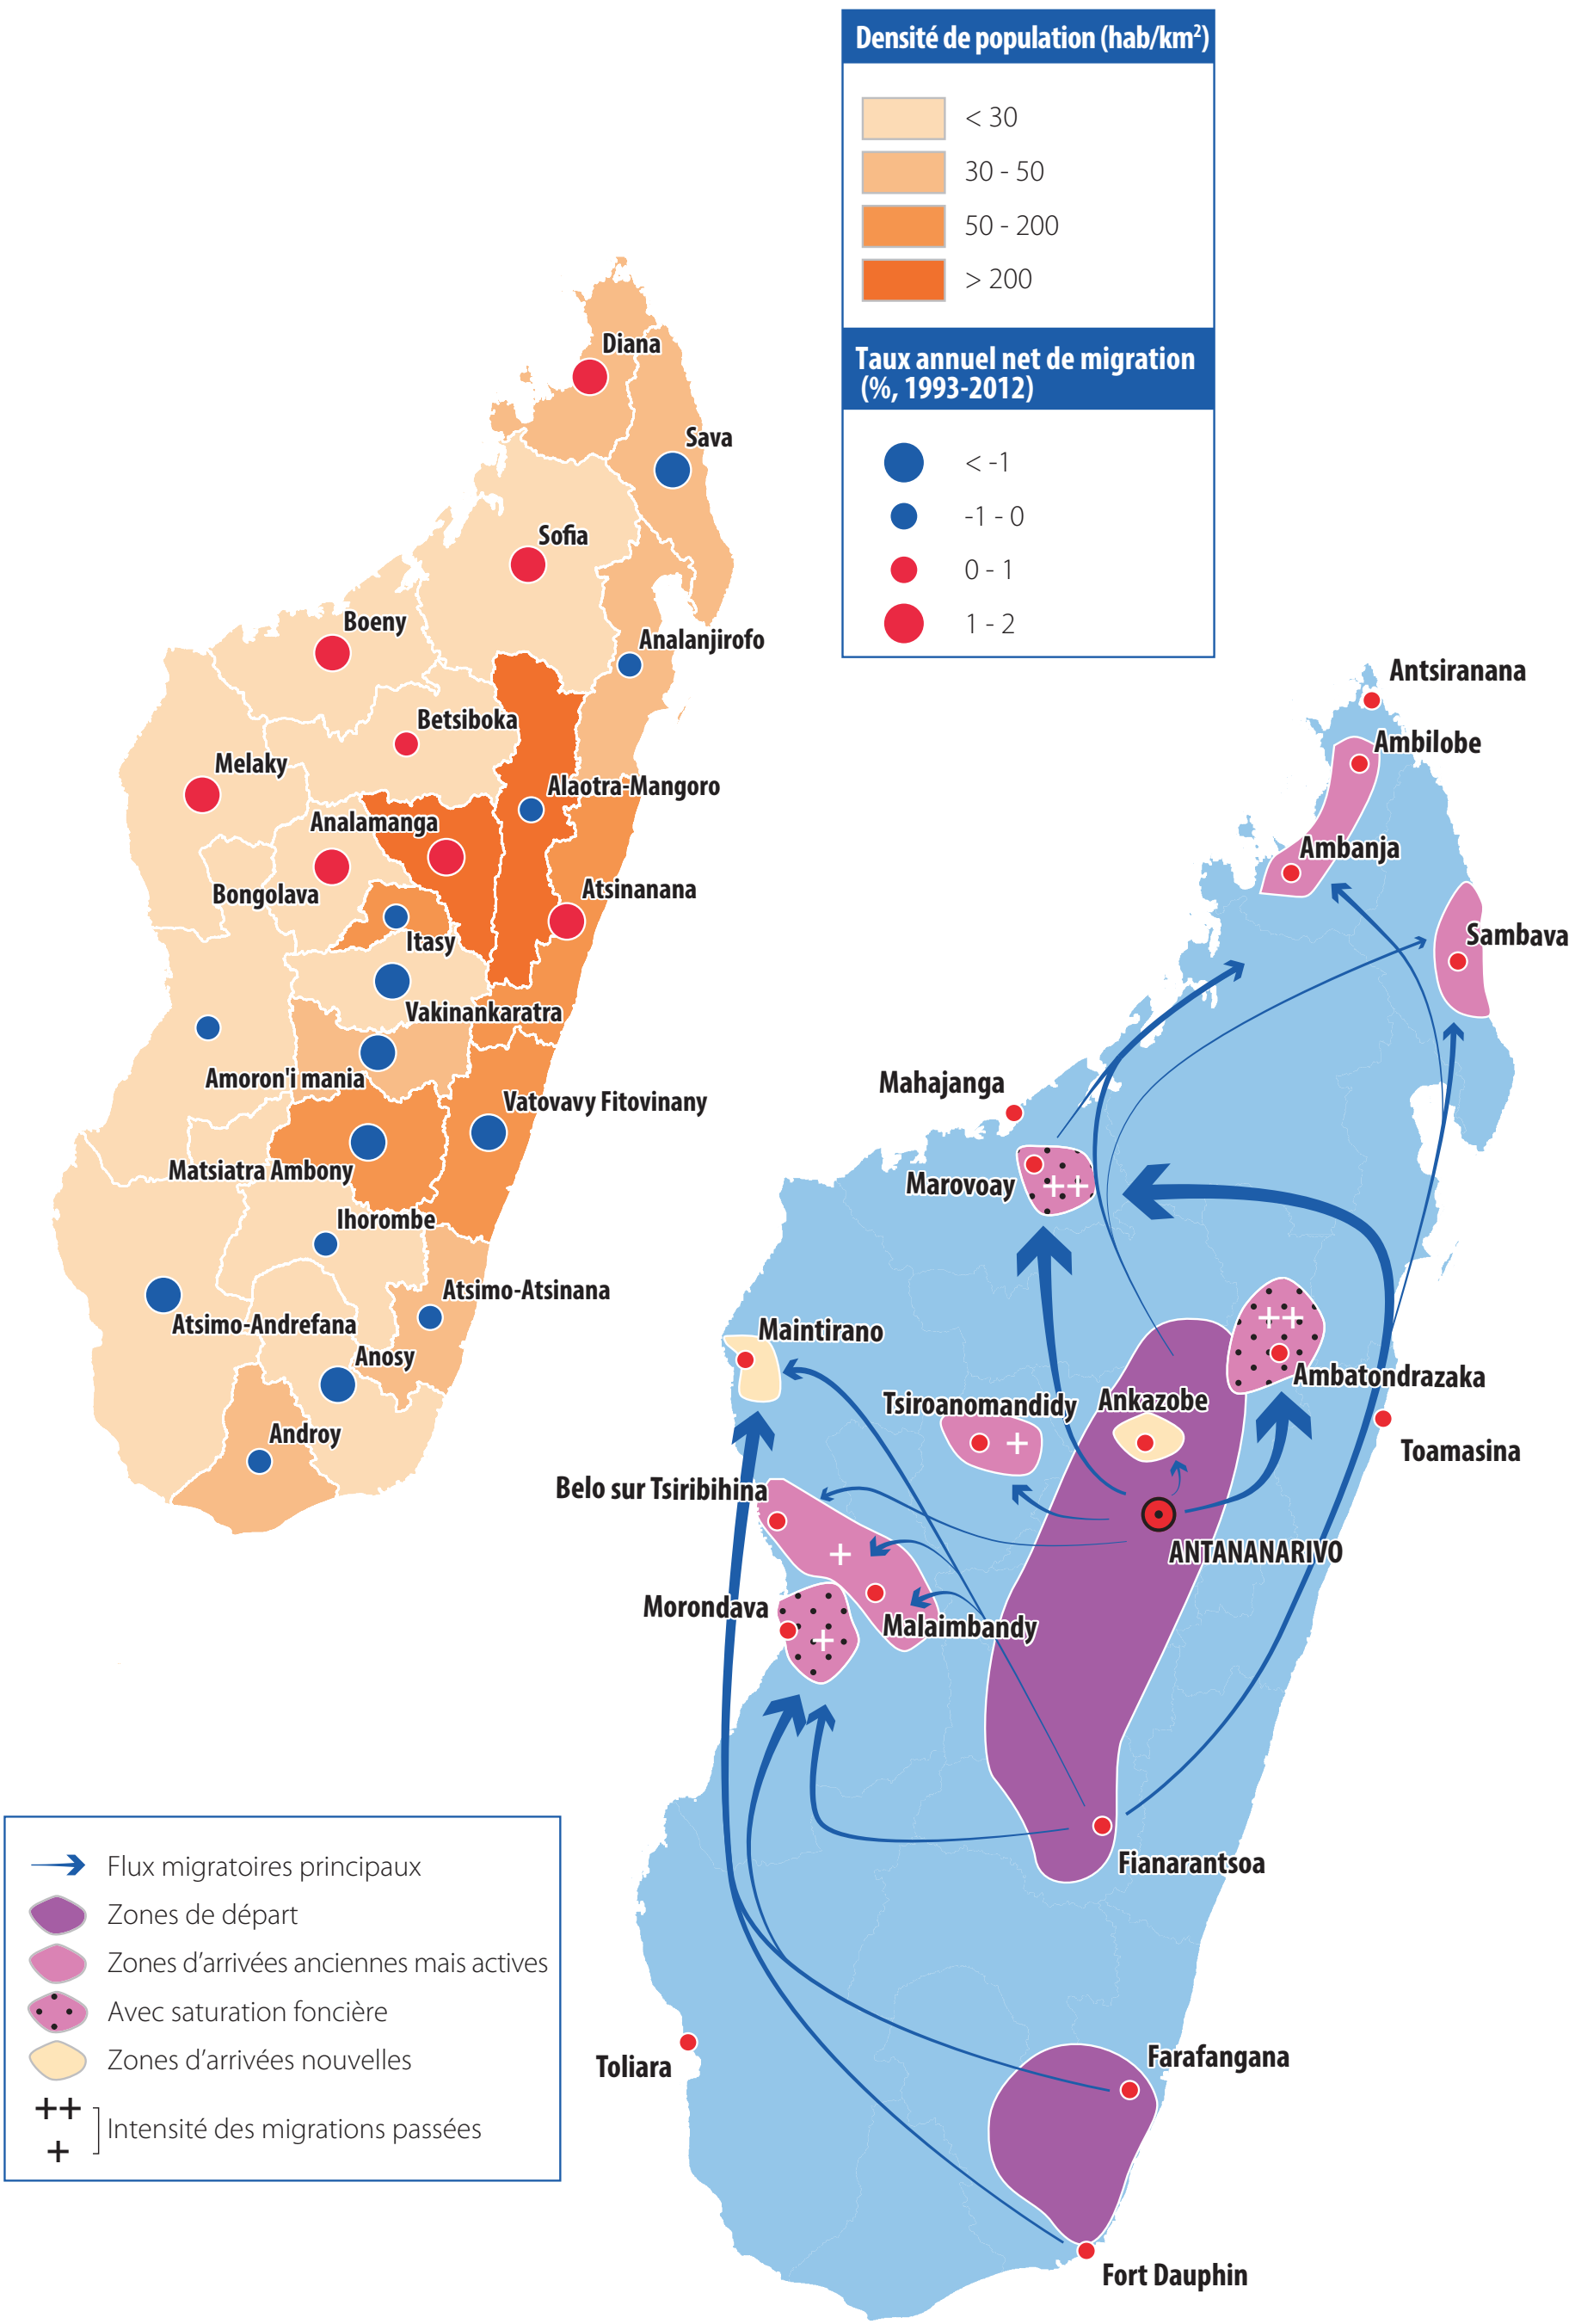 Densité de population (hab/km²)
< 30
30 - 50
50 - 200
> 200
Taux annuel net de migration
(%, 1993-2012)
< -1
-1 - 0
0 - 1
1 - 2
Diana
Sava
Sofia
Boeny
Analanjirofo
Betsiboka
Melaky
Alaotra-Mangoro
Analamanga
Bongolava
Atsinanana
Itasy
Vakinankaratra
Amoron'i mania
Vatovavy Fitovinany
Matsiatra Ambony
Ihorombe
Atsimo-Atsinana
Atsimo-Andrefana
Anosy
Androy
Antsiranana
Ambilobe
Ambanja
Sambava
Mahajanga
Marovoay
++
++
Maintirano
Ambatondrazaka
Tsiroanomandidy
+
Ankazobe
Toamasina
Belo sur Tsiribihina
+
ANTANANARIVO
Morondava
+
Malaimbandy
Fianarantsoa
Toliara
Farafangana
Fort Dauphin
Flux migratoires principaux
Zones de départ
Zones d'arrivées anciennes mais actives
Avec saturation foncière
Zones d'arrivées nouvelles
++
+
Intensité des migrations passées